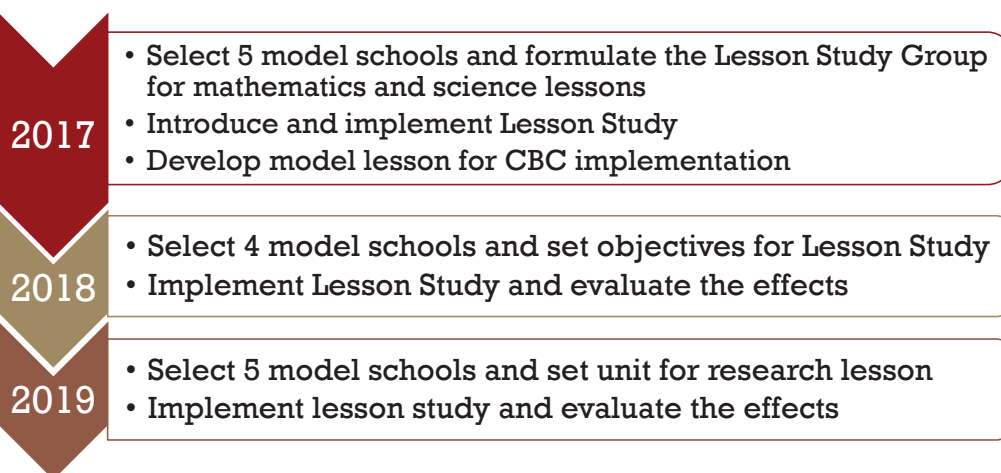 2017
• Select 5 model schools and formulate the Lesson Study Group
for mathematics and science lessons
• Introduce and implement Lesson Study
• Develop model lesson for CBC implementation
2018
• Select 4 model schools and set objectives for Lesson Study
• Implement Lesson Study and evaluate the effects
2019
• Select 5 model schools and set unit for research lesson
• Implement lesson study and evaluate the effects